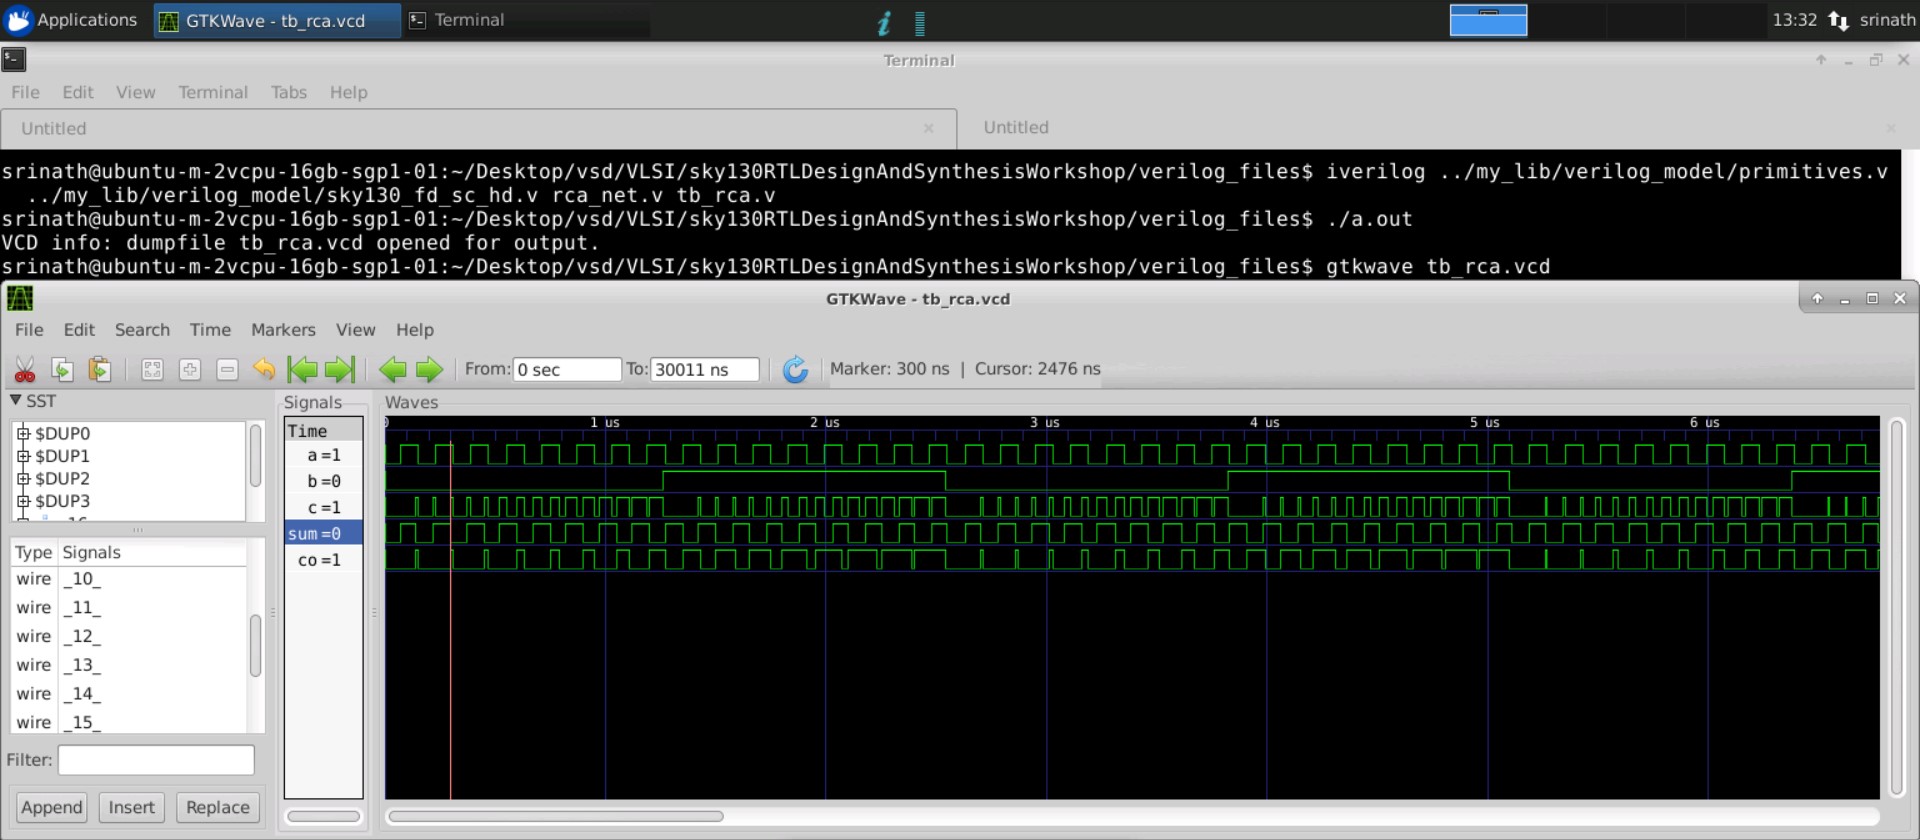 Applications GTKWave - tb_rca.vcd Terminal 13:32 srinath
Terminal
File Edit View Terminal Tabs Help
Untitled Untitled
srinath@ubuntu-m-2vcpu-16gb-sgp1-01:~/Desktop/vsd/VLSI/sky130RTLDesignAndSynthesisWorkshop/verilog_files$ iverilog ../my_lib/verilog_model/primitives.v
../my_lib/verilog_model/sky130_fd_sc_hd.v rca_net.v tb_rca.v
srinath@ubuntu-m-2vcpu-16gb-sgp1-01:~/Desktop/vsd/VLSI/sky130RTLDesignAndSynthesisWorkshop/verilog_files$ ./a.out
VCD info: dumpfile tb_rca.vcd opened for output.
srinath@ubuntu-m-2vcpu-16gb-sgp1-01:~/Desktop/vsd/VLSI/sky130RTLDesignAndSynthesisWorkshop/verilog_files$ gtkwave tb_rca.vcd
GTKWave - tb_rca.vcd
File Edit Search Time Markers View Help
From: 0 sec To: 30011 ns Marker: 300 ns | Cursor: 2476 ns
SST
$DUP0
$DUP1
$DUP2
$DUP3
Type Signals
wire _10_
wire _11_
wire _12_
wire _13_
wire _14_
wire _15_
Filter:
Append Insert Replace
Signals
Time
a=1
b=0
c=1
sum=0
co=1
Waves
0 1 us 2 us 3 us 4 us 5 us 6 us